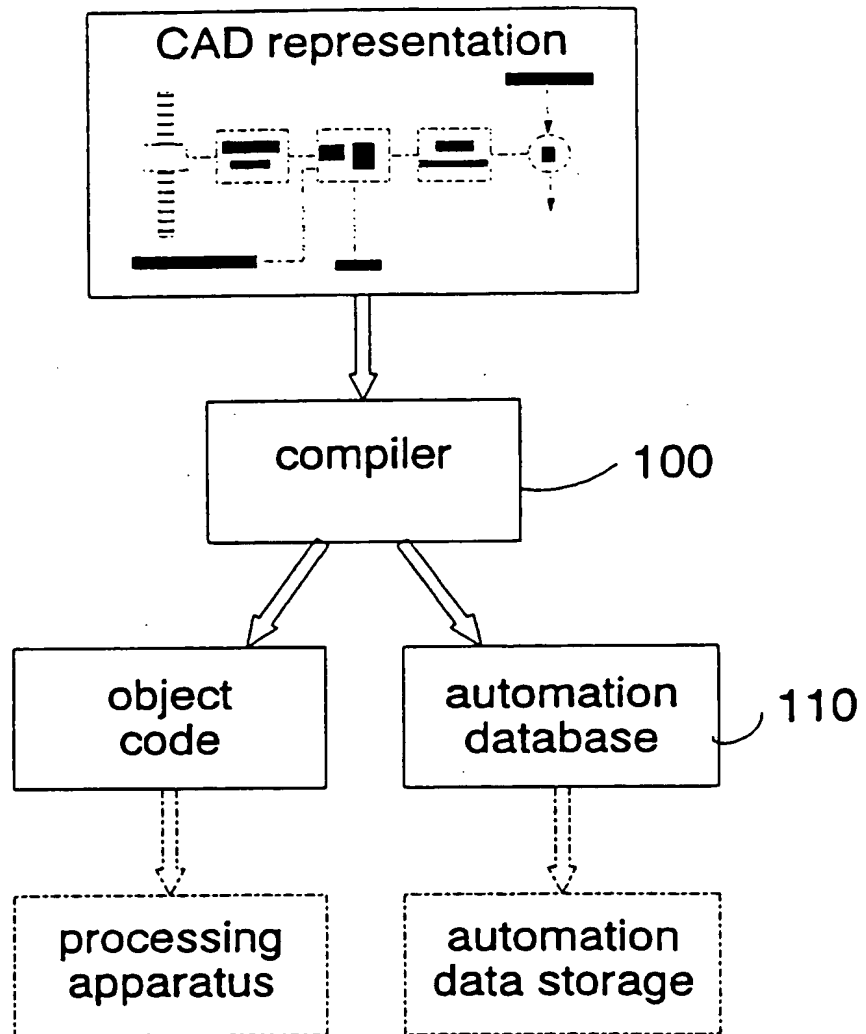 CAD representation
compiler
100
object
code
automation
database
110
processing
apparatus
automation
data storage